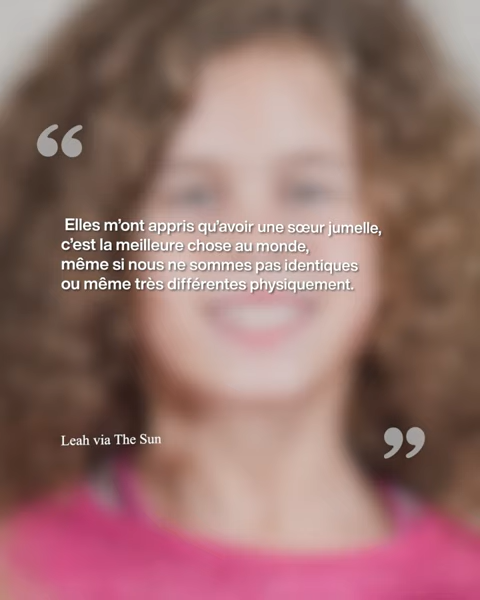 “
Elles m’ont appris qu’avoir une sœur jumelle,
c’est la meilleure chose au monde,
même si nous ne sommes pas identiques
ou même très différentes physiquement.
Leah via The Sun
”